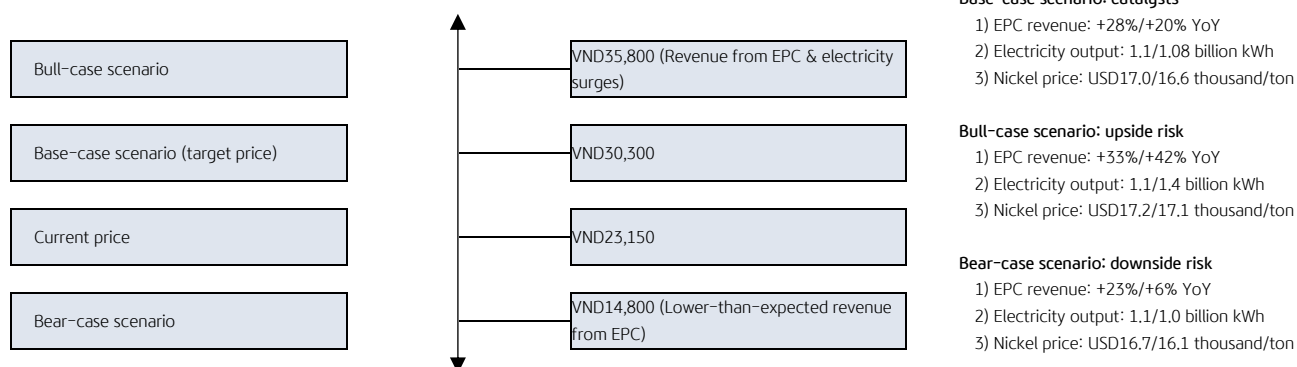 Bull-case scenario
VND35,800 (Revenue from EPC & electricity
surges)
Base-case scenario (target price)
VND30,300
Current price
VND23,150
Bear-case scenario
VND14,800 (Lower-than-expected revenue
from EPC)
Base-case scenario: catalysts
1) EPC revenue: +28%/+20% YoY
2) Electricity output: 1.1/1.08 billion kWh
3) Nickel price: USD17.0/16.6 thousand/ton
Bull-case scenario: upside risk
1) EPC revenue: +33%/+42% YoY
2) Electricity output: 1.1/1.4 billion kWh
3) Nickel price: USD17.2/17.1 thousand/ton
Bear-case scenario: downside risk
1) EPC revenue: +23%/+6% YoY
2) Electricity output: 1.1/1.0 billion kWh
3) Nickel price: USD16.7/16.1 thousand/ton